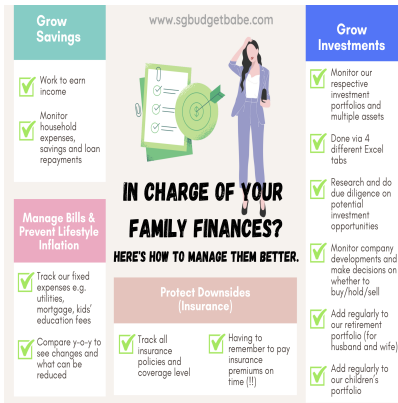 www.sgbudgetbabe.com
Grow
Savings
Work to earn
income
Monitor
household
expenses,
savings and loan
repayments
Manage Bills &
Prevent Lifestyle
Inflation
Track our fixed
expenses e.g.
utilities,
mortgage, kids'
education fees
Compare y-o-y to
see changes and
what can be
reduced
IN CHARGE OF YOUR
FAMILY FINANCES?
HERE'S HOW TO MANAGE THEM BETTER.
Protect Downsides
(Insurance)
Track all
insurance
policies and
coverage level
Having to
remember to pay
insurance
premiums on
time (!!)
Grow
Investments
Monitor our
respective
investment
portfolios and
multiple assets
Done via 4
different Excel
tabs
Research and do
due diligence on
potential
investment
opportunities
Monitor company
developments and
make decisions on
whether to
buy/hold/sell
Add regularly to
our retirement
portfolio (for
husband and wife)
Add regularly to
our children's
portfolio